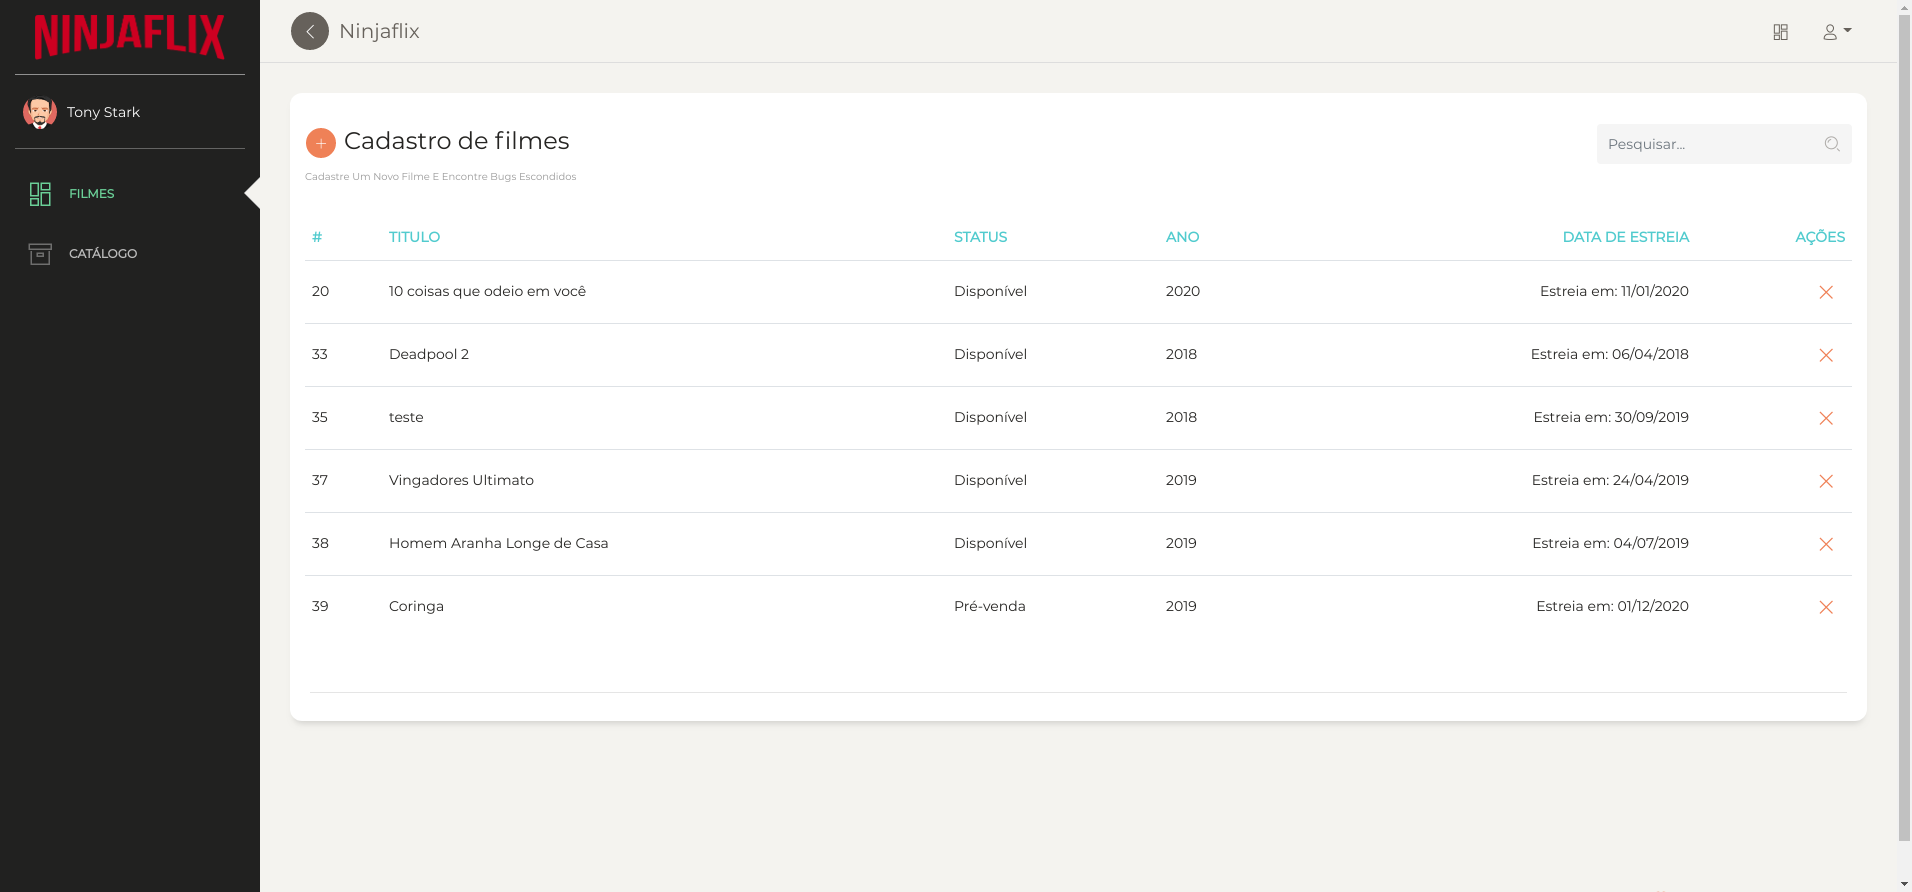 NINJAFLIX
Ninjaflix
Tony Stark
FILMES
CATÁLOGO
Cadastro de filmes
Pesquisar...
Cadastre Um Novo Filme E Encontre Bugs Escondidos
# TITULO STATUS ANO DATA DE ESTREIA AÇÕES
20 10 coisas que odeio em você Disponível 2020 Estreia em: 11/01/2020
33 Deadpool 2 Disponível 2018 Estreia em: 06/04/2018
35 teste Disponível 2018 Estreia em: 30/09/2019
37 Vingadores Ultimato Disponível 2019 Estreia em: 24/04/2019
38 Homem Aranha Longe de Casa Disponível 2019 Estreia em: 04/07/2019
39 Coringa Pré-venda 2019 Estreia em: 01/12/2020